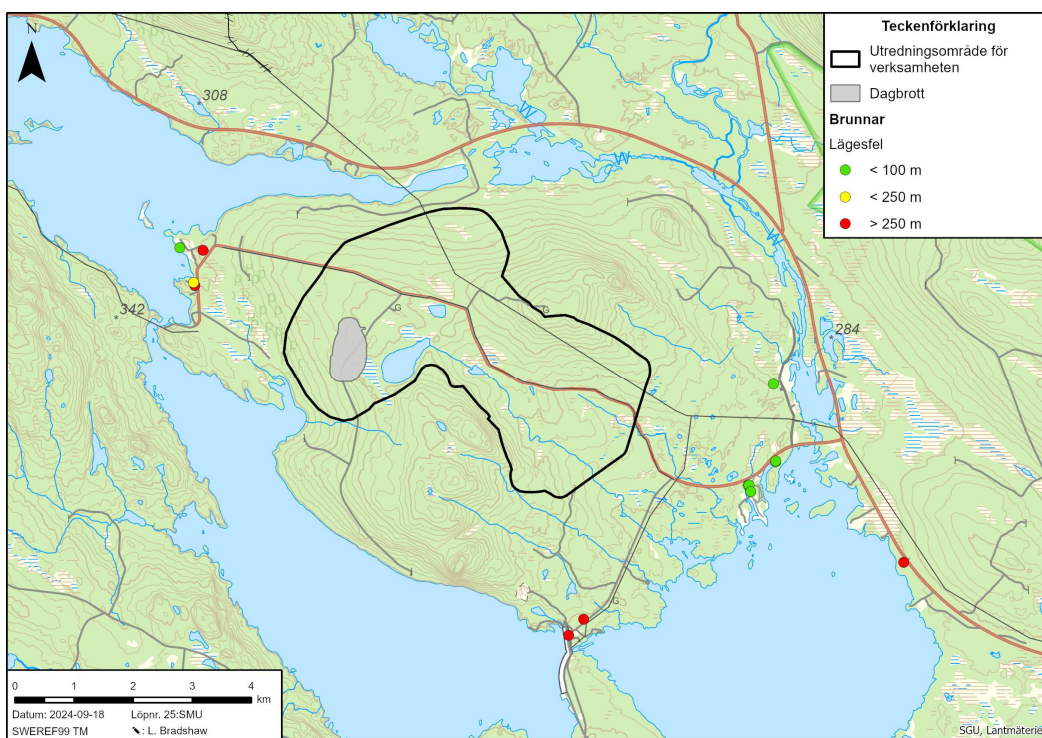 N
308
342
284
G
G
G
Teckenförklaring
Utredningsområde för
verksamheten
Dagbrott
Brunnar
Lägesfel
< 100 m
< 250 m
> 250 m
0 1 2 3 4
km
Datum: 2024-09-18 Löpnr. 25:SMU
SWEREF99 TM ✎: L. Bradshaw
SGU, Lantmäterie